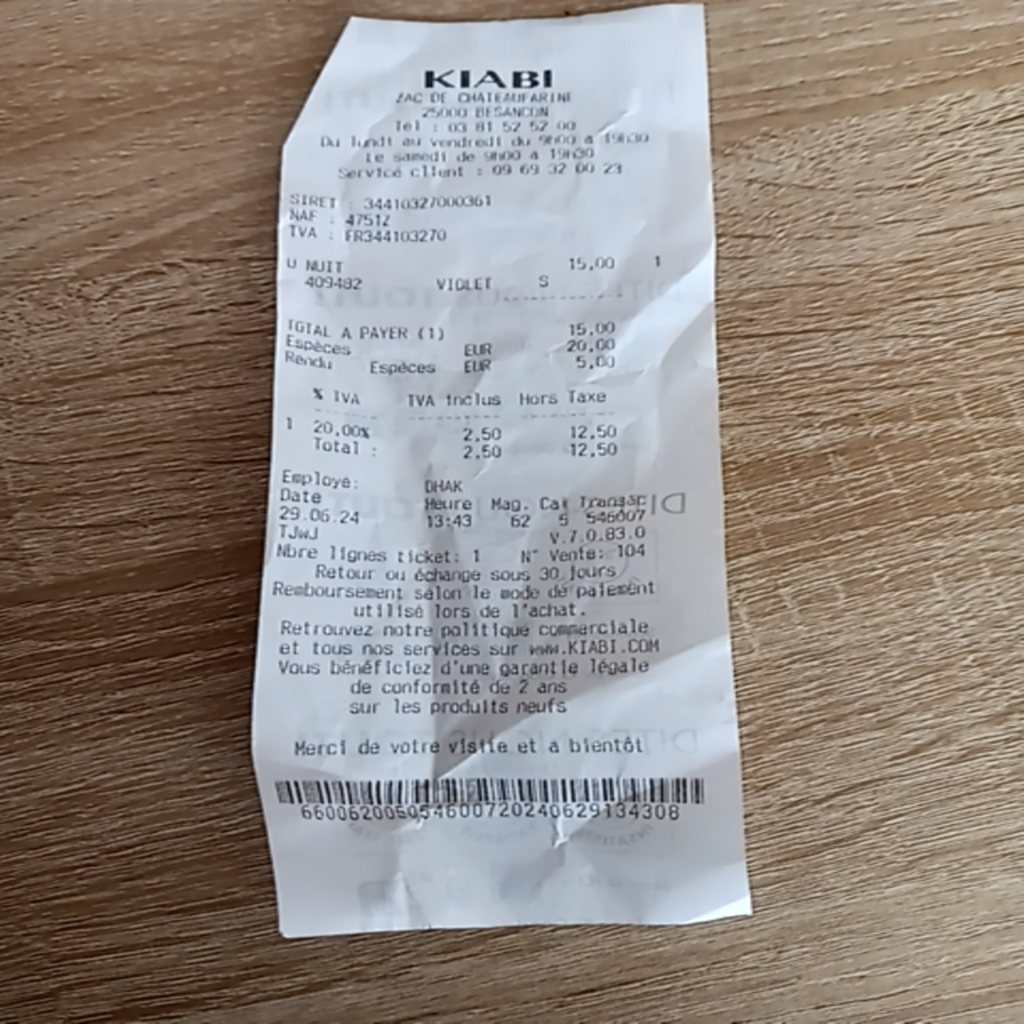 KIABI
ZAC DE CHATEAUFARINE
25000 BESANCON
Tel : 03 81 52 52 00
Du lundi au vendredi du 9h00 a 19h30
Le samedi de 9h00 a 19h30
Service client : 09 69 32 00 23
SIRET : 34410327000361
NAF : 4751Z
TVA : FR344103270
U NUIT 15,00 1
409482 VIOLET S
TOTAL A PAYER (1) 15,00
Espèces EUR 20,00
Rendu Espèces EUR 5,00
% TVA TVA inclus Hors Taxe
1 20,00% 2,50 12,50
Total : 2,50 12,50
Employé: DHAK
Date Heure Mag. Cai Transac
29.06.24 13:43 62 5 546007
TJWJ V.7.0.83.0
Nbre lignes ticket: 1 N° Vente: 104
Retour ou échange sous 30 jours
Remboursement selon le mode de paiement
utilisé lors de l'achat.
Retrouvez notre politique commerciale
et tous nos services sur www.KIABI.COM
Vous bénéficiez d'une garantie légale
de conformité de 2 ans
sur les produits neufs
Merci de votre visite et a bientôt
660062005054600720240629134308